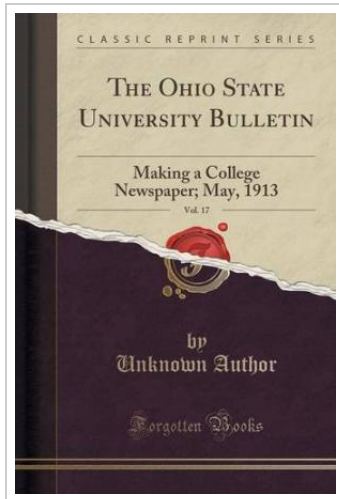 CLASSIC REPRINT SERIES
THE OHIO STATE
UNIVERSITY BULLETIN
Making a College
Newspaper; May, 1913
Vol. 17
by
Unknown Author
Forgotten Books